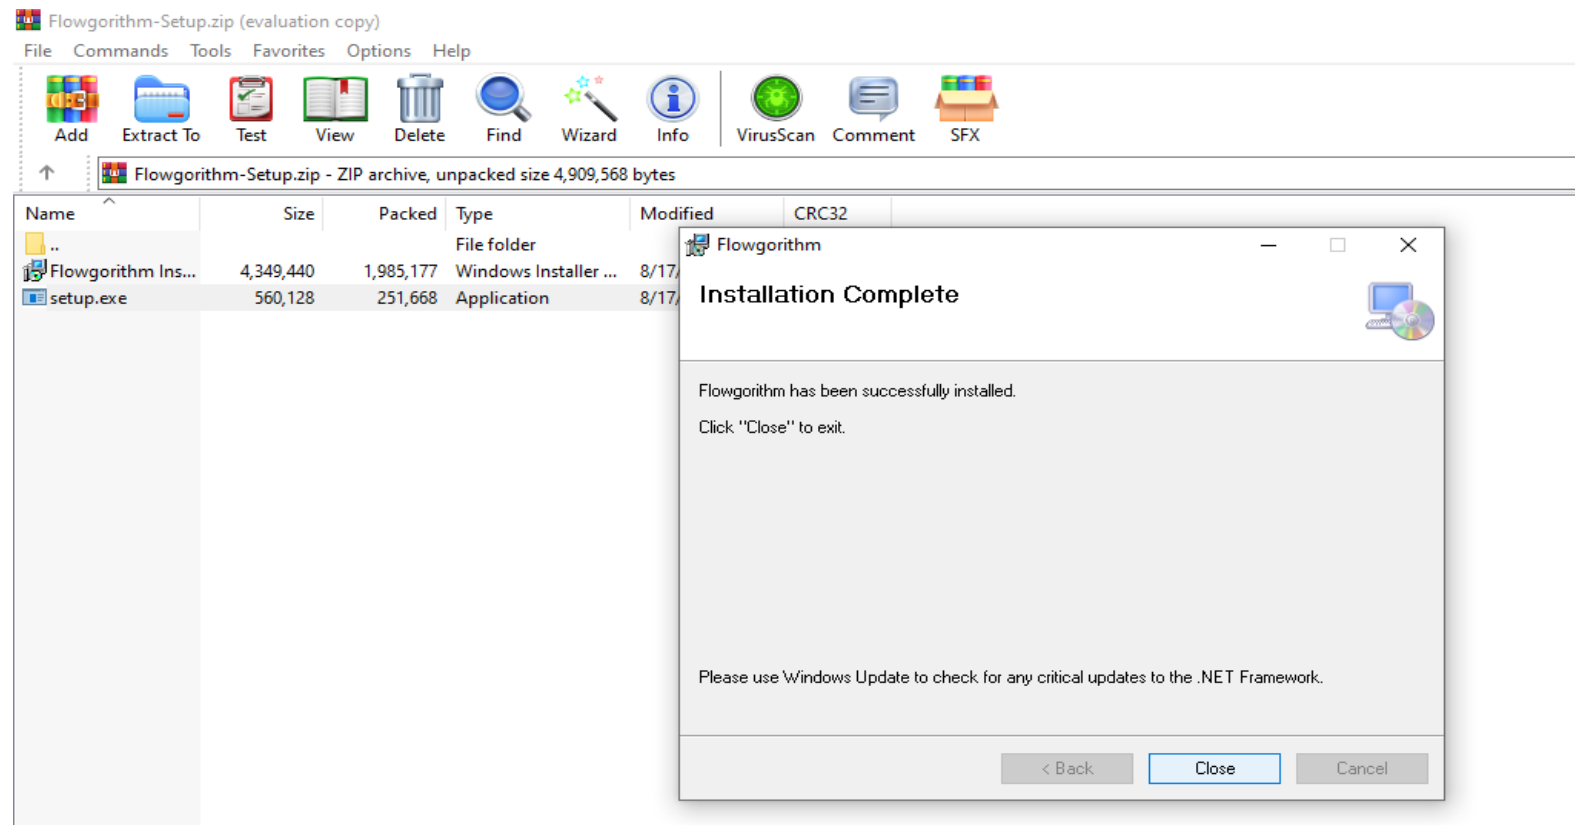 Flowgorithm-Setup.zip (evaluation copy)
File Commands Tools Favorites Options Help
Add Extract To Test View Delete Find Wizard Info VirusScan Comment SFX
Flowgorithm-Setup.zip - ZIP archive, unpacked size 4,909,568 bytes
Name Size Packed Type Modified CRC32
.. File folder
Flowgorithm Ins... 4,349,440 1,985,177 Windows Installer ... 8/17/
setup.exe 560,128 251,668 Application 8/17/
Flowgorithm
Installation Complete
Flowgorithm has been successfully installed.
Click "Close" to exit.
Please use Windows Update to check for any critical updates to the .NET Framework.
< Back Close Cancel